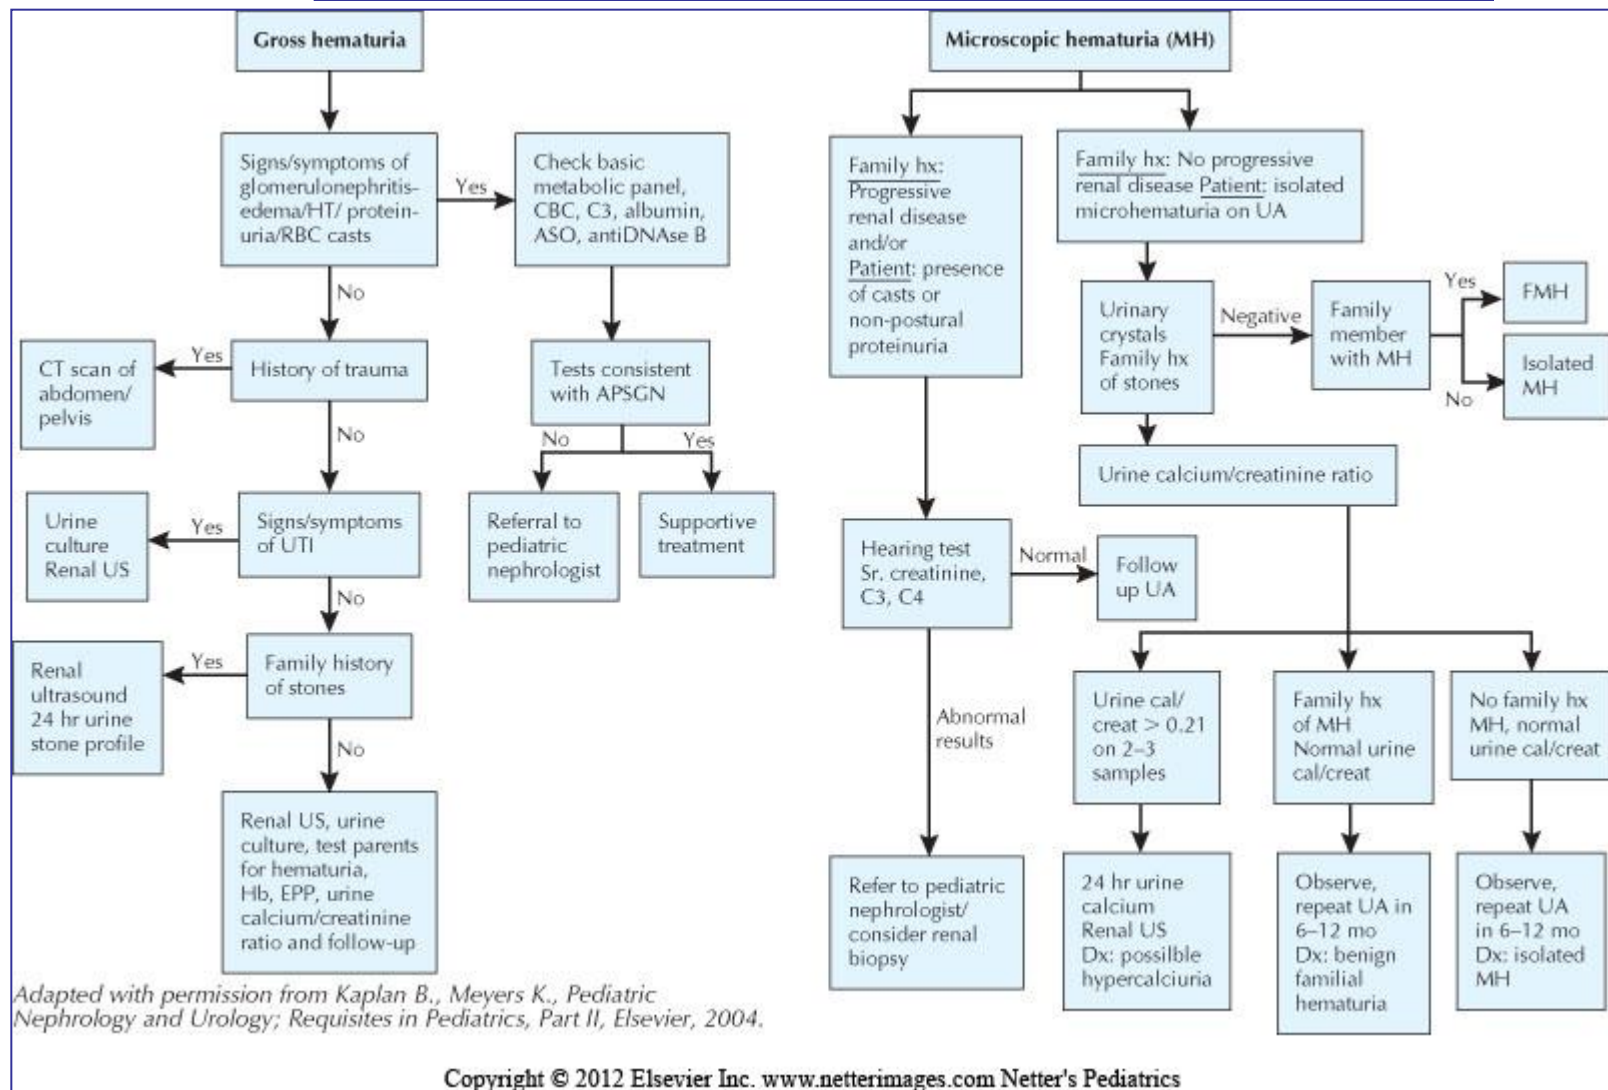 Gross hematuria
Signs/symptoms of
glomerulonephritis-
edema/HT/ protein-
uria/RBC casts
Yes
Check basic
metabolic panel,
CBC, C3, albumin,
ASO, antiDNAse B
No
Tests consistent
with APSGN
No
Yes
Referral to
pediatric
nephrologist
Supportive
treatment
History of trauma
Yes
CT scan of
abdomen/
pelvis
No
Signs/symptoms
of UTI
Yes
Urine
culture
Renal US
No
Family history
of stones
Yes
Renal
ultrasound
24 hr urine
stone profile
No
Renal US, urine
culture, test parents
for hematuria,
Hb, EPP, urine
calcium/creatinine
ratio and follow-up
Microscopic hematuria (MH)
Family hx:
Progressive
renal disease
and/or
Patient: presence
of casts or
non-postural
proteinuria
Hearing test
Sr. creatinine,
C3, C4
Normal
Follow
up UA
Abnormal
results
Refer to pediatric
nephrologist/
consider renal
biopsy
Family hx: No progressive
renal disease Patient: isolated
microhematuria on UA
Urinary
crystals
Family hx
of stones
Negative
Family
member
with MH
Yes
FMH
No
Isolated
MH
Urine calcium/creatinine ratio
Urine cal/
creat > 0.21
on 2–3
samples
24 hr urine
calcium
Renal US
Dx: possilble
hypercalciuria
Family hx
of MH
Normal urine
cal/creat
Observe,
repeat UA in
6–12 mo
Dx: benign
familial
hematuria
No family hx
MH, normal
urine cal/creat
Observe,
repeat UA
in 6–12 mo
Dx: isolated
MH
Adapted with permission from Kaplan B., Meyers K., Pediatric
Nephrology and Urology; Requisites in Pediatrics, Part II, Elsevier, 2004.
Copyright © 2012 Elsevier Inc. www.netterimages.com Netter's Pediatrics